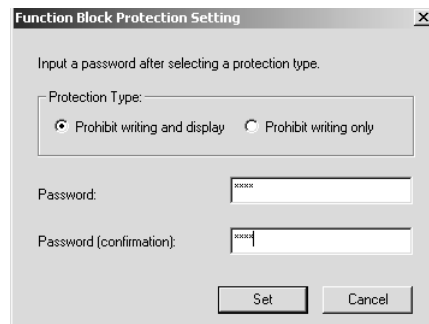 Function Block Protection Setting
Input a password after selecting a protection type.
Protection Type:
Prohibit writing and display Prohibit writing only
Password: ****
Password (confirmation): ****
Set Cancel